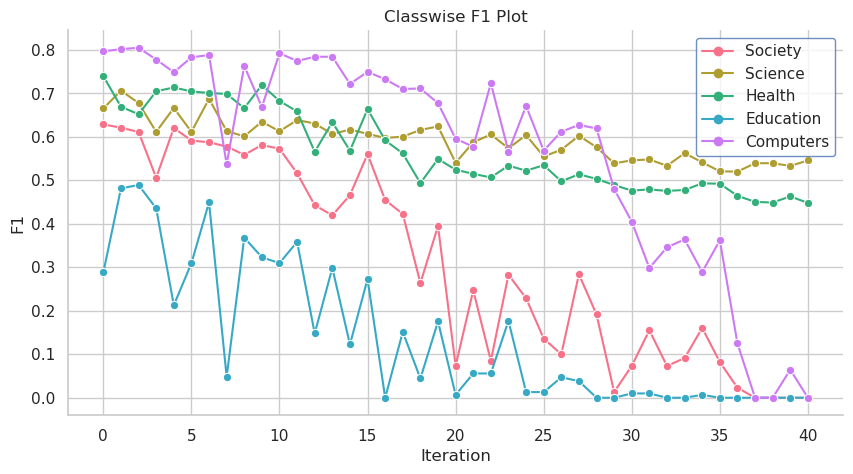 Classwise F1 Plot
F1
0.8
0.7
0.6
0.5
0.4
0.3
0.2
0.1
0.0
Society
Science
Health
Education
Computers
0 5 10 15 20 25 30 35 40
Iteration